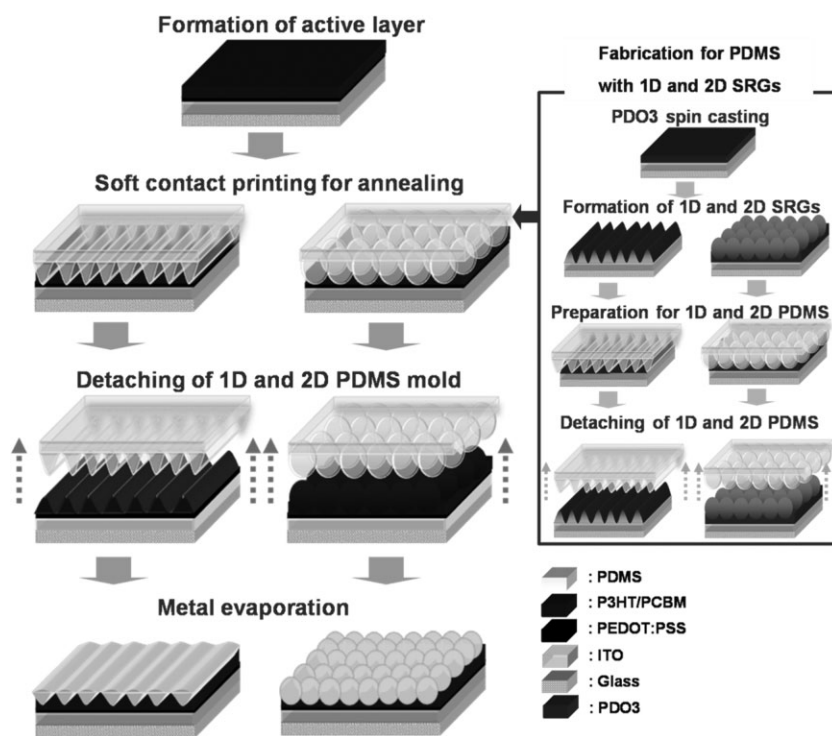 Formation of active layer
Soft contact printing for annealing
Detaching of 1D and 2D PDMS mold
Metal evaporation
Fabrication for PDMS
with 1D and 2D SRGs
PDO3 spin casting
Formation of 1D and 2D SRGs
Preparation for 1D and 2D PDMS
Detaching of 1D and 2D PDMS
: PDMS
: P3HT/PCBM
: PEDOT:PSS
: ITO
: Glass
: PDO3